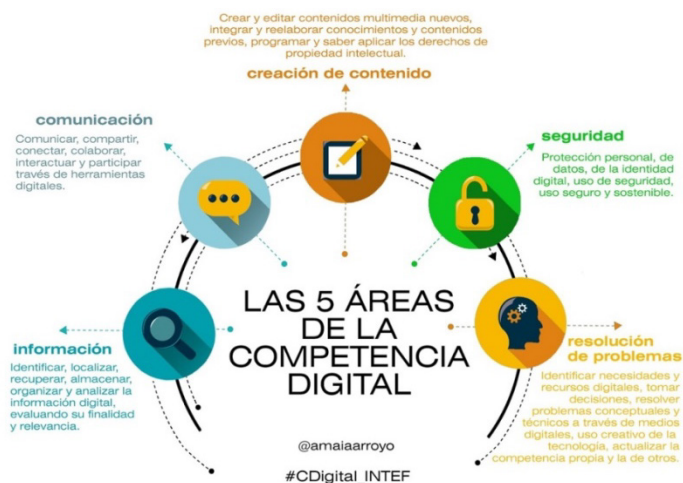 Crear y editar contenidos multimedia nuevos,
integrar y reelaborar conocimientos y contenidos
previos, programar y saber aplicar los derechos de
propiedad intelectual.
creación de contenido
comunicación
Comunicar, compartir,
conectar, colaborar,
interactuar y participar
través de herramientas
digitales.
seguridad
Protección personal, de
datos, de la identidad
digital, uso de seguridad,
uso seguro y sostenible.
LAS 5 ÁREAS
DE LA
COMPETENCIA
DIGITAL
información
Identificar, localizar,
recuperar, almacenar,
organizar y analizar la
información digital,
evaluando su finalidad
y relevancia.
resolución
de problemas
Identificar necesidades y
recursos digitales, tomar
decisiones, resolver
problemas conceptuales y
técnicos a través de medios
digitales, uso creativo de la
tecnología, actualizar la
competencia propia y la de otros.
@amaiaarroyo
#CDigital_INTEF